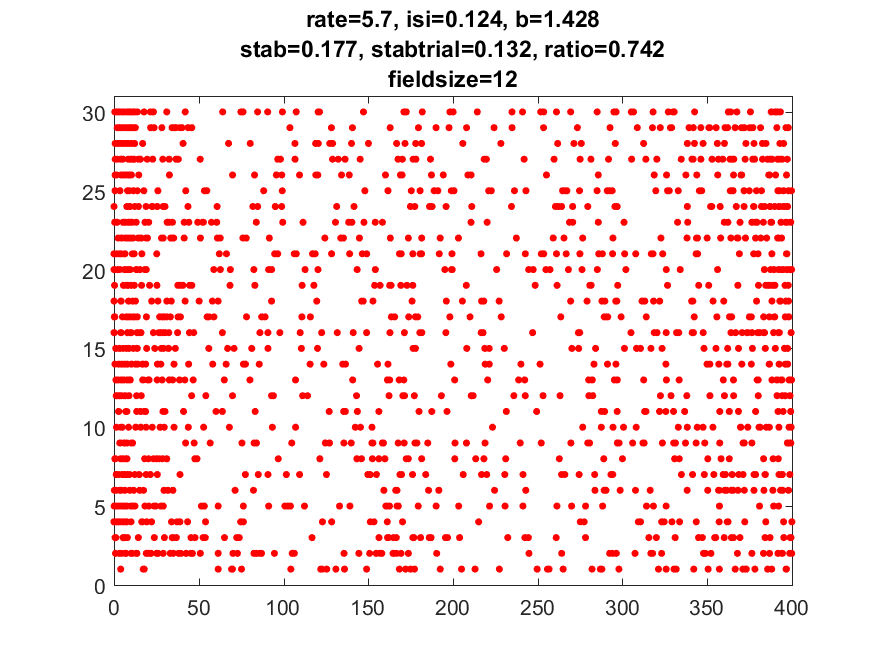 rate=5.7, isi=0.124, b=1.428
stab=0.177, stabtrial=0.132, ratio=0.742
fieldsize=12
30
25
20
15
10
5
0
0 50 100 150 200 250 300 350 400